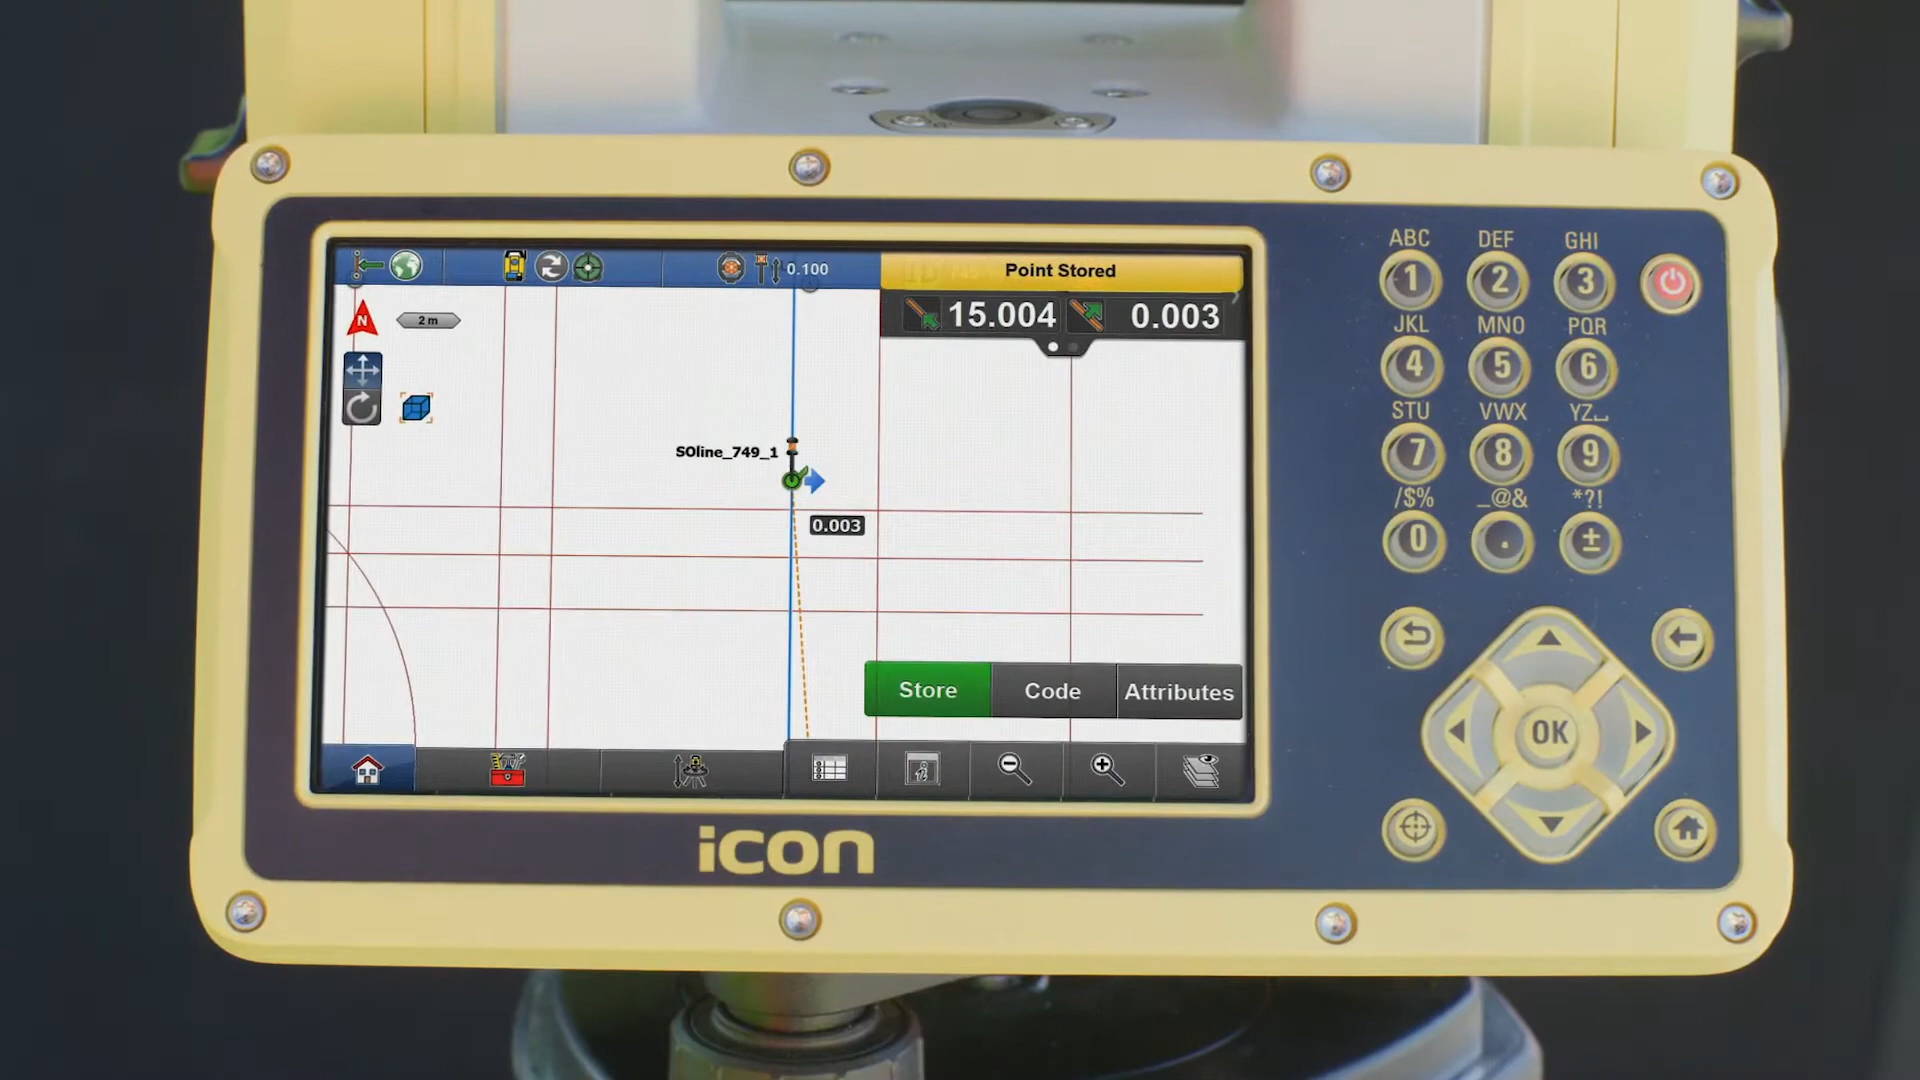 0.100
Point Stored
15.004
0.003
N
2 m
SOline_749_1
0.003
Store
Code
Attributes
icon
ABC
DEF
GHI
1
2
3
JKL
MNO
PQR
4
5
6
STU
VWX
YZ⎵
7
8
9
/$%
_@&
*?!
0
.
±
OK